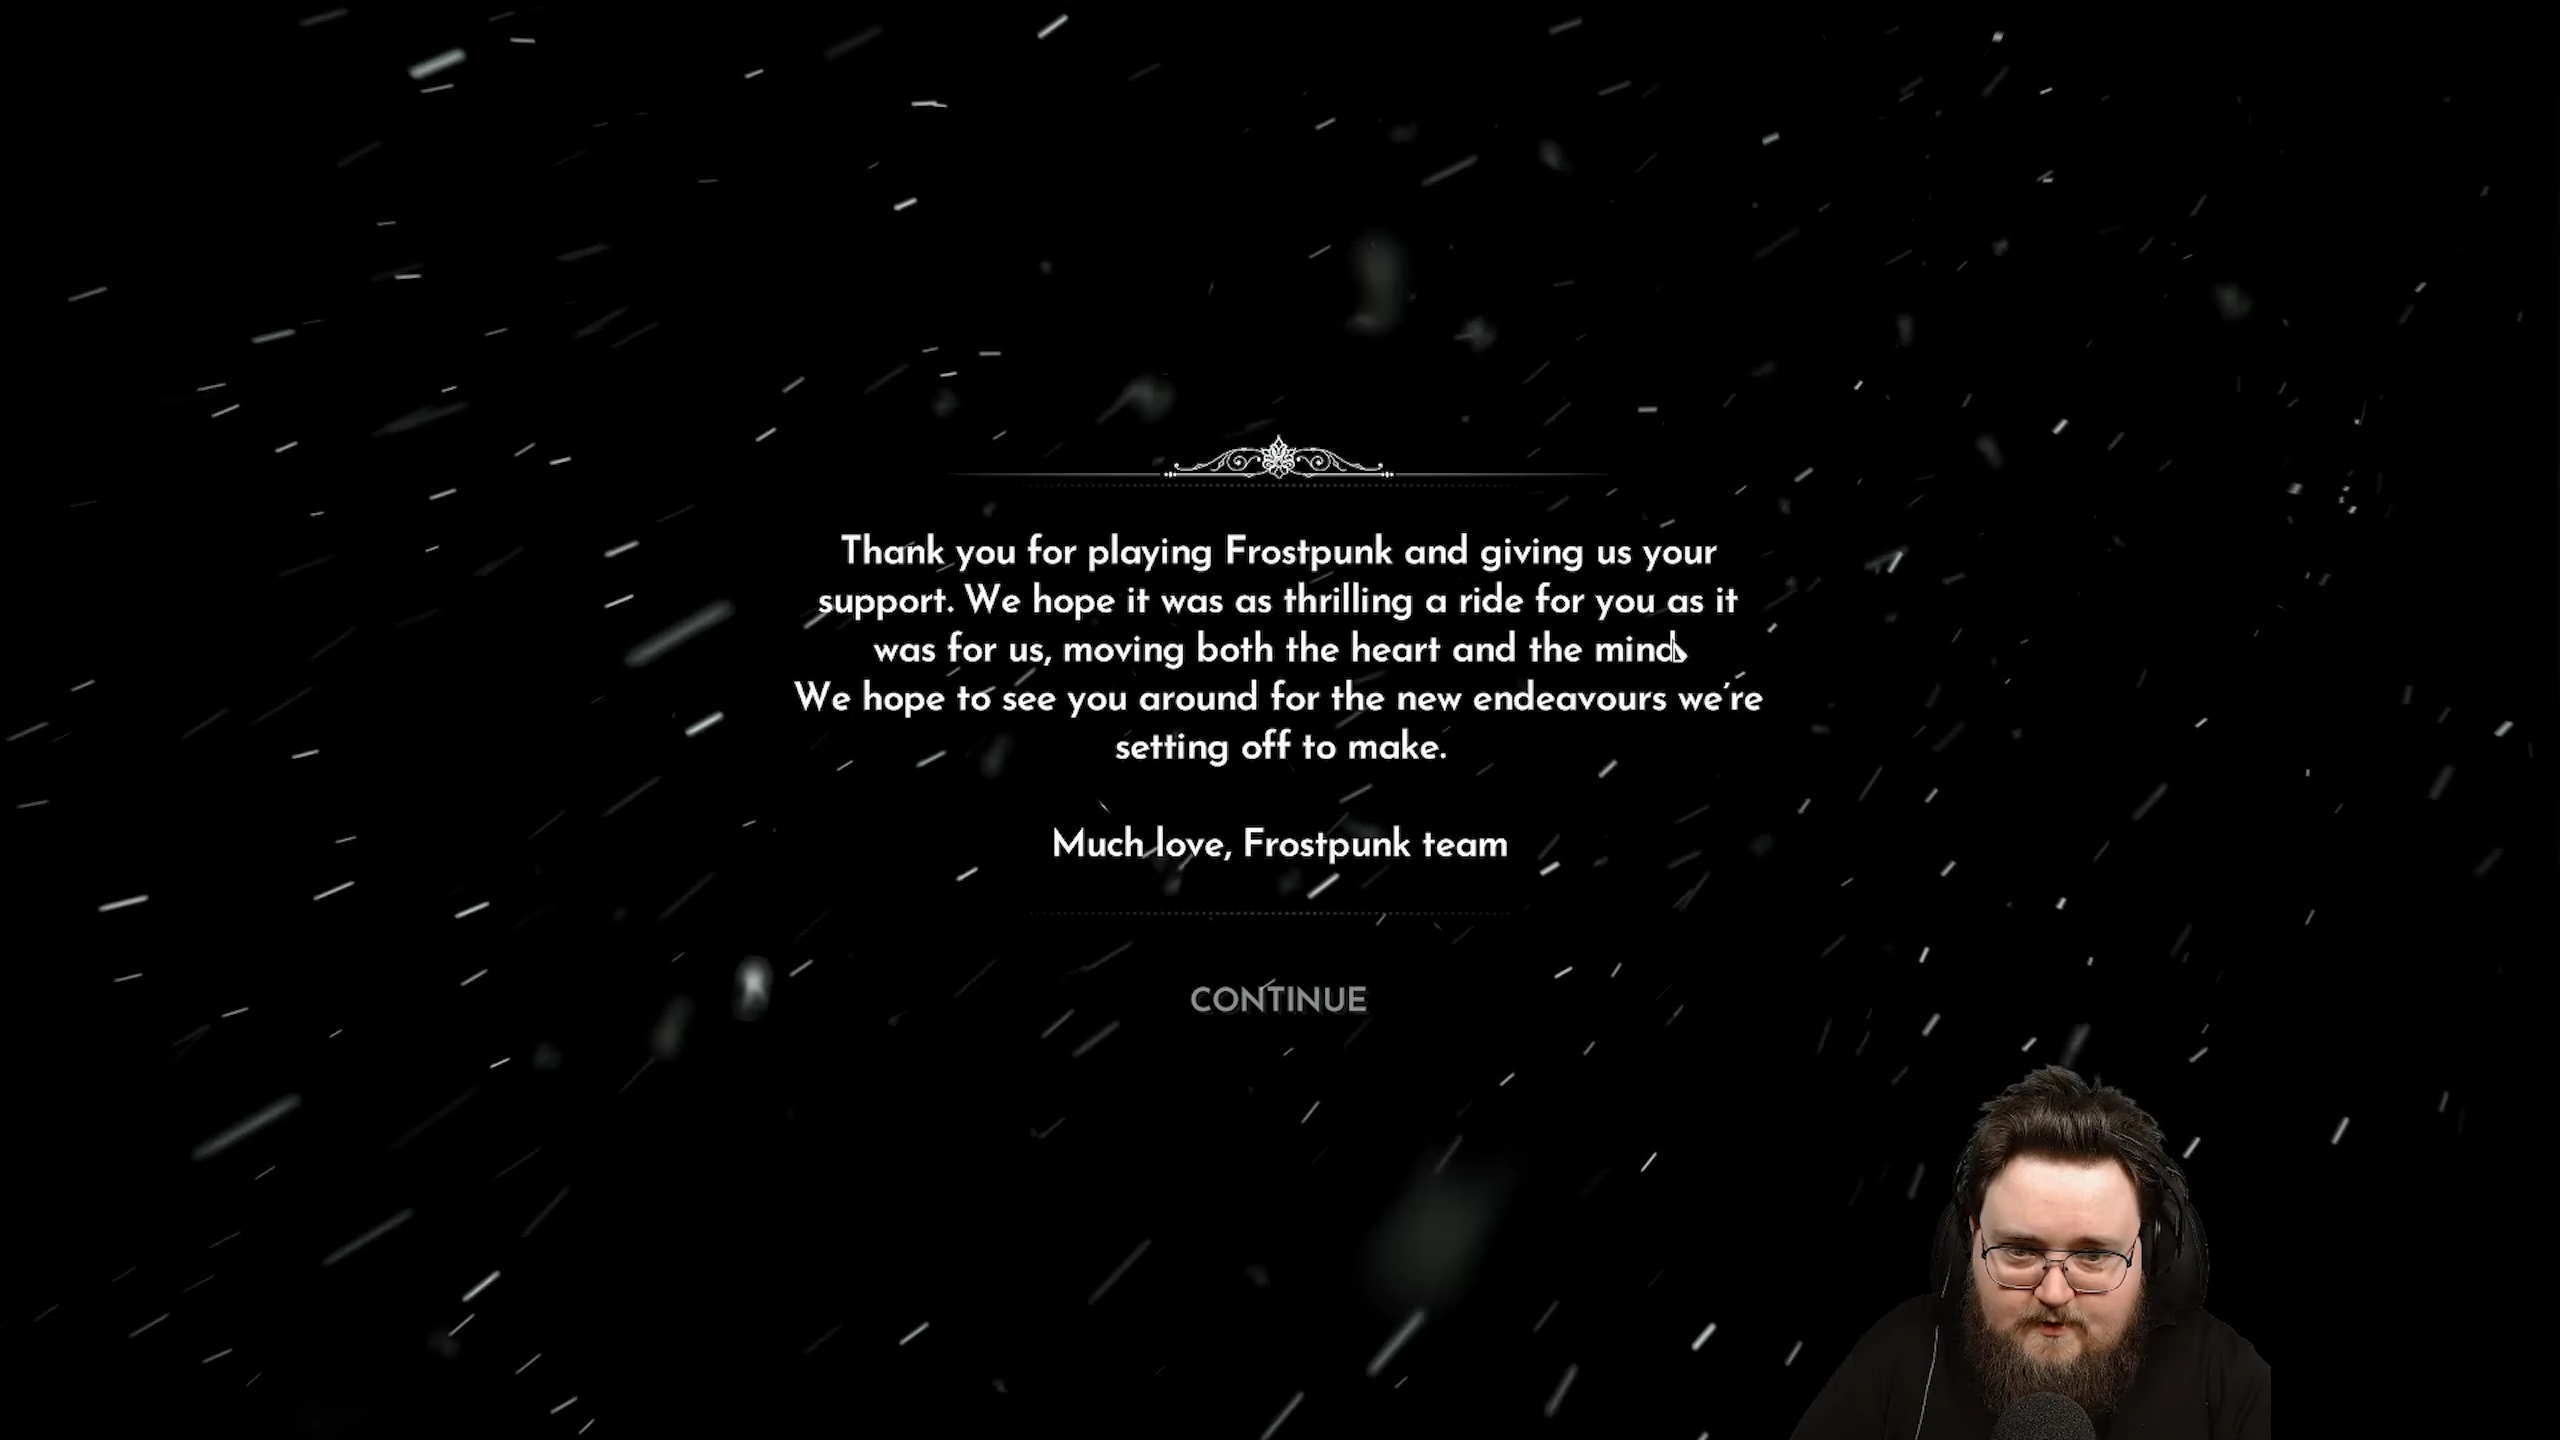 Thank you for playing Frostpunk and giving us your
support. We hope it was as thrilling a ride for you as it
was for us, moving both the heart and the mind
We hope to see you around for the new endeavours we're
setting off to make.
Much love, Frostpunk team
CONTINUE